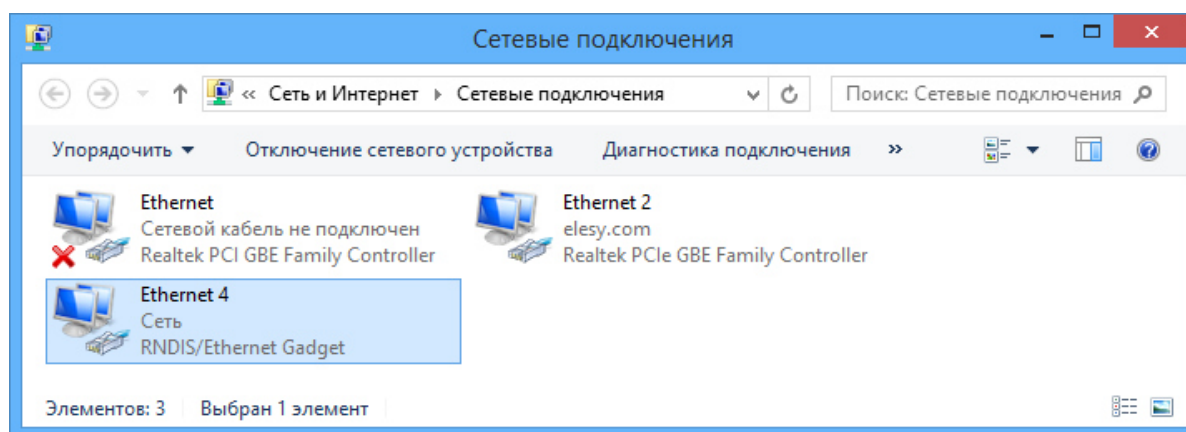 Сетевые подключения
« Сеть и Интернет Сетевые подключения Поиск: Сетевые подключения
Упорядочить Отключение сетевого устройства Диагностика подключения »
Ethernet
Сетевой кабель не подключен
Realtek PCI GBE Family Controller
Ethernet 2
elesy.com
Realtek PCIe GBE Family Controller
Ethernet 4
Сеть
RNDIS/Ethernet Gadget
Элементов: 3 Выбран 1 элемент